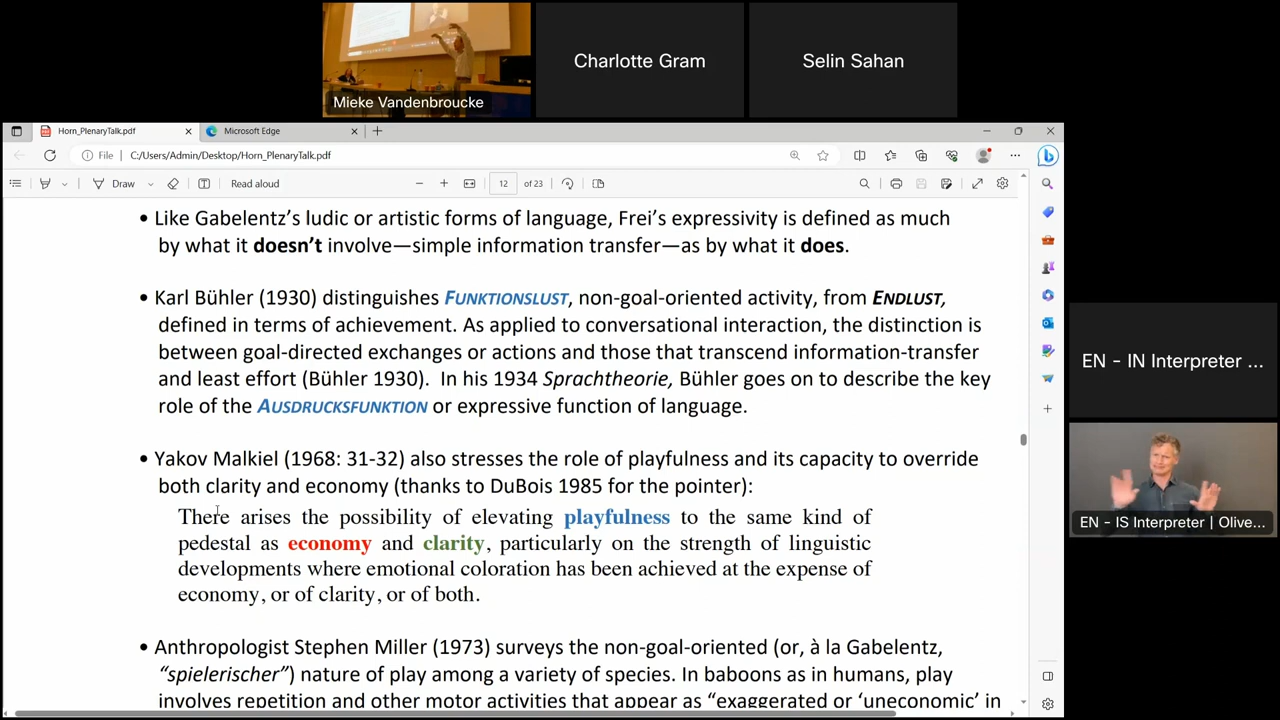 Mieke Vandenbroucke
Charlotte Gram
Selin Sahan
Horn_PlenaryTalk.pdf
Microsoft Edge
File
C:/Users/Admin/Desktop/Horn_PlenaryTalk.pdf
Draw
Read aloud
12
of 23
• Like Gabelentz’s ludic or artistic forms of language, Frei’s expressivity is defined as much
by what it doesn’t involve—simple information transfer—as by what it does.
• Karl Bühler (1930) distinguishes FUNKTIONSLUST, non-goal-oriented activity, from ENDLUST,
defined in terms of achievement. As applied to conversational interaction, the distinction is
between goal-directed exchanges or actions and those that transcend information-transfer
and least effort (Bühler 1930). In his 1934 Sprachtheorie, Bühler goes on to describe the key
role of the AUSDRUCKSFUNKTION or expressive function of language.
• Yakov Malkiel (1968: 31-32) also stresses the role of playfulness and its capacity to override
both clarity and economy (thanks to DuBois 1985 for the pointer):
There arises the possibility of elevating playfulness to the same kind of
pedestal as economy and clarity, particularly on the strength of linguistic
developments where emotional coloration has been achieved at the expense of
economy, or of clarity, or of both.
• Anthropologist Stephen Miller (1973) surveys the non-goal-oriented (or, à la Gabelentz,
“spielerischer”) nature of play among a variety of species. In baboons as in humans, play
involves repetition and other motor activities that appear as “exaggerated or ‘uneconomic’ in
EN - IN Interpreter ...
EN - IS Interpreter | Olive...